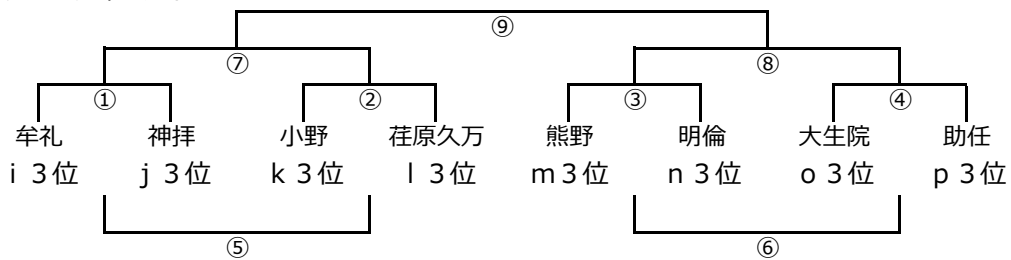 ⑨
⑦ ⑧
① ② ③ ④
牟礼 神拝 小野 荏原久万 熊野 明倫 大生院 助任
i 3位 j 3位 k 3位 l 3位 m3位 n 3位 o 3位 p 3位
⑤ ⑥